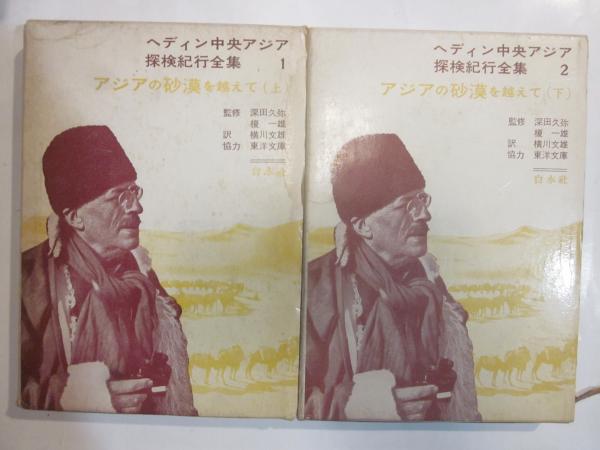 ヘディン中央アジア
探検紀行全集 1
アジアの砂漠を越えて(上)
監修 深田久弥
榎 一雄
訳 横川文雄
協力 東洋文庫
白水社
ヘディン中央アジア
探検紀行全集 2
アジアの砂漠を越えて(下)
監修 深田久弥
榎 一雄
訳 横川文雄
協力 東洋文庫
白水社